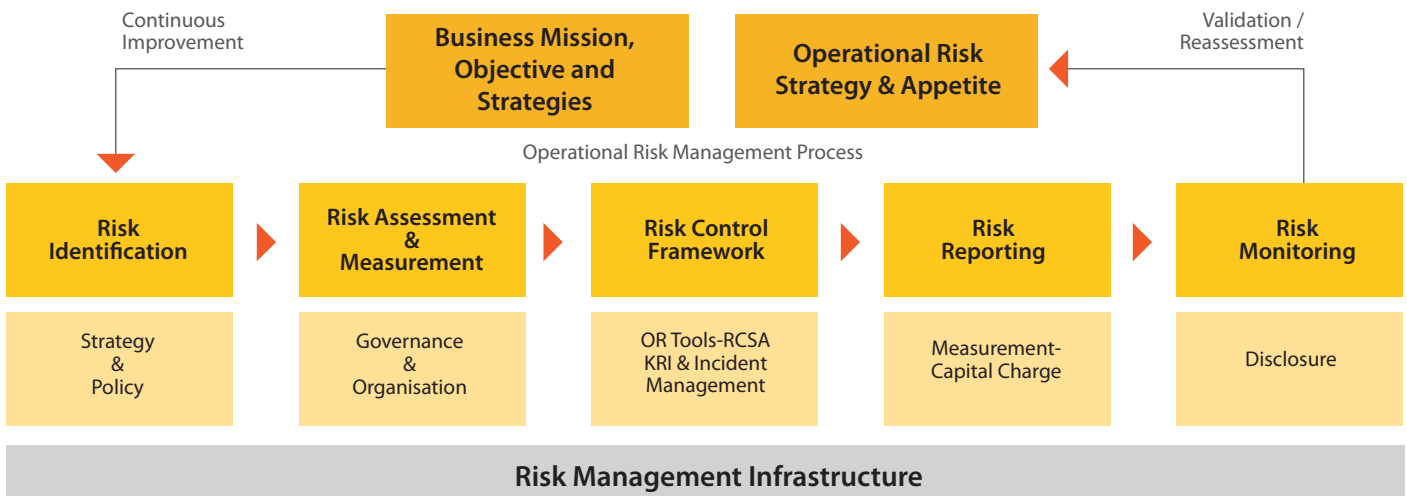 Continuous
Improvement
Business Mission,
Objective and
Strategies
Operational Risk
Strategy & Appetite
Validation /
Reassessment
Operational Risk Management Process
Risk
Identification
Risk Assessment
&
Measurement
Risk Control
Framework
Risk
Reporting
Risk
Monitoring
Strategy
&
Policy
Governance
&
Organisation
OR Tools-RCSA
KRI & Incident
Management
Measurement-
Capital Charge
Disclosure
Risk Management Infrastructure